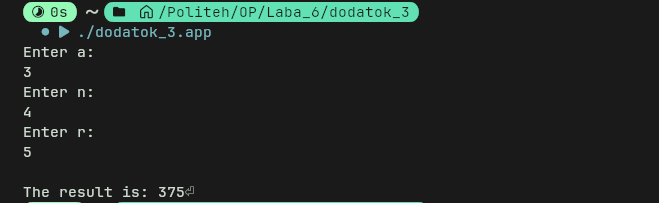 0s ~ /Politeh/OP/Laba_6/dodatok_3
./dodatok_3.app
Enter a:
3
Enter n:
4
Enter r:
5
The result is: 375⏎